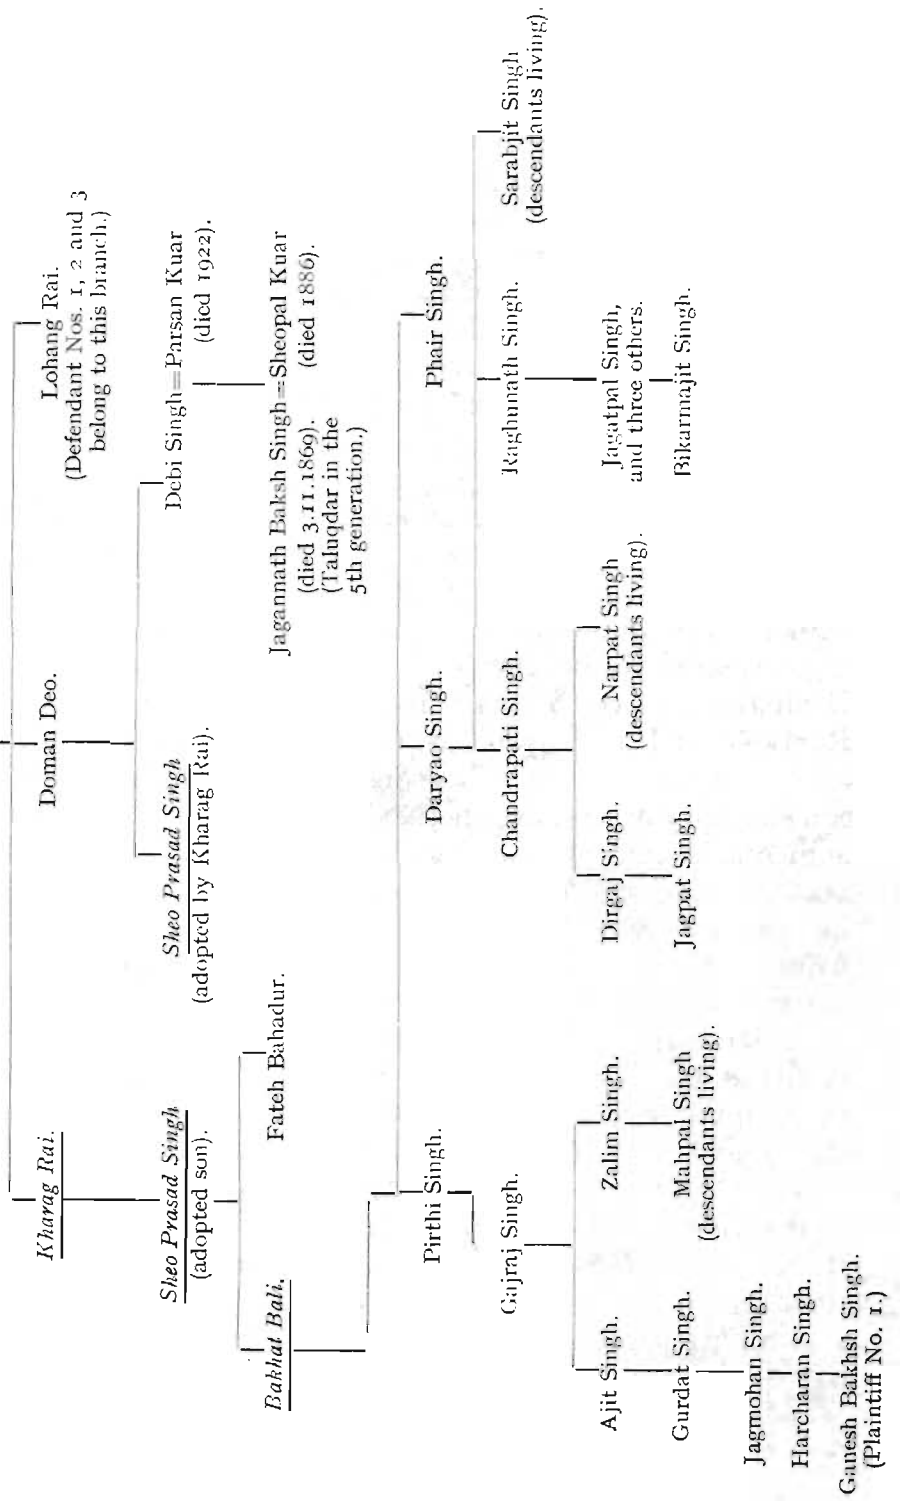 Kharag Rai.
Doman Deo.
Lohang Rai.
(Defendant Nos. 1, 2 and 3
belong to this branch.)
Sheo Prasad Singh
(adopted son).
Sheo Prasad Singh
(adopted by Kharag Rai).
Debi Singh=Parsan Kuar
(died 1922).
Bakhat Bali.
Fateh Bahadur.
Jagannath Baksh Singh=Sheopal Kuar
(died 3.11.1869). (died 1886).
(Taluqdar in the
5th generation.)
Pirthi Singh.
Daryao Singh.
Phair Singh.
Gajraj Singh.
Chandrapati Singh.
Raghunath Singh.
Sarabjit Singh
(descendants living).
Ajit Singh.
Zalim Singh.
Dirgaj Singh.
Narpat Singh
(descendants living).
Jagatpal Singh,
and three others.
Gurdat Singh.
Mahpal Singh
(descendants living).
Jagpat Singh.
Bikarmajit Singh.
Jagmohan Singh.
Harcharan Singh.
Ganesh Bakhsh Singh.
(Plaintiff No. 1.)